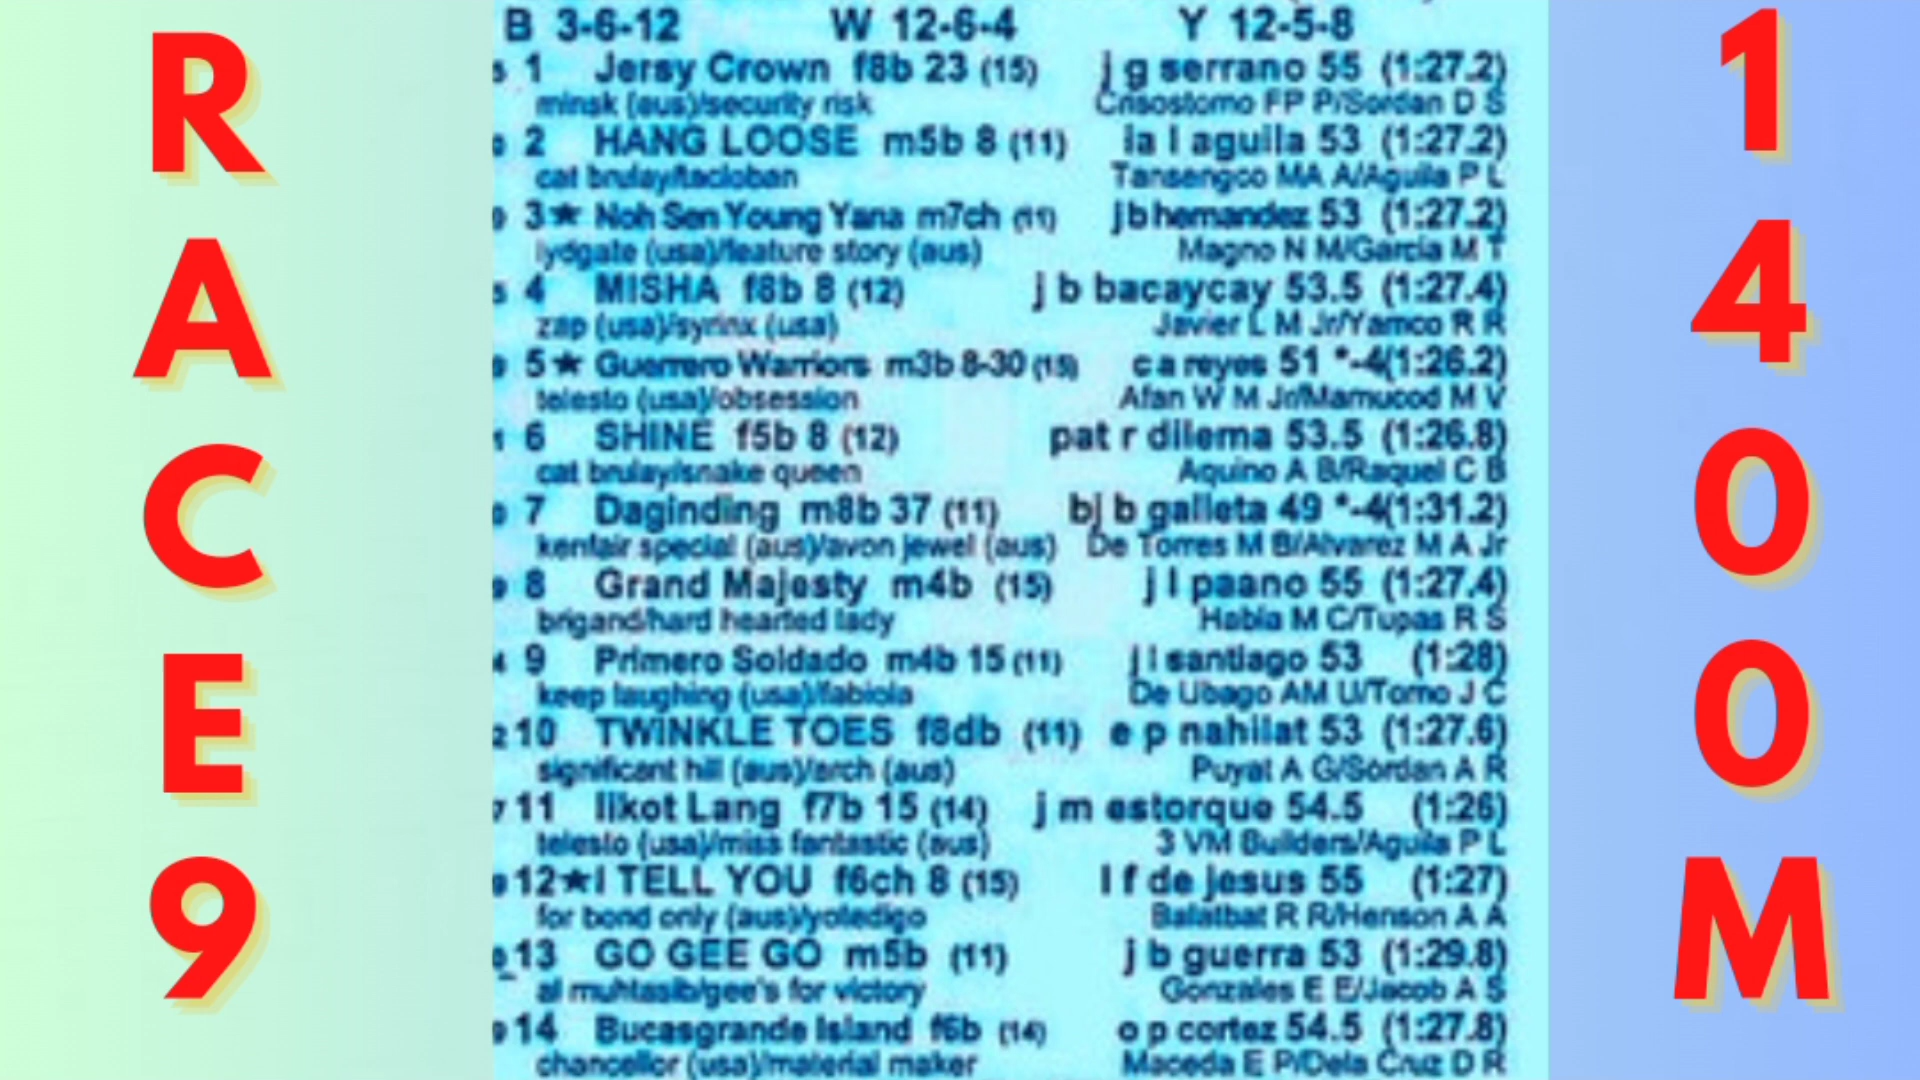 RACE 9
B 3-6-12 W 12-6-4 Y 12-5-8
1 Jersy Crown f8b 23 (15) j g serrano 55 (1:27.2)
minsk (aus)/security risk Crisostomo FP P/Sordan D S
2 HANG LOOSE m5b 8 (11) ia l aguila 53 (1:27.2)
cat brulay/tacloban Tansengco MA A/Aguila P L
3★ Noh Sen Young Yana m7ch (11) j b hernandez 53 (1:27.2)
lydgate (usa)/feature story (aus) Magno N M/Garcia M T
4 MISHA f8b 8 (12) j b bacaycay 53.5 (1:27.4)
zap (usa)/syrinx (usa) Javier L M Jr/Yamco R R
5★ Guerrero Warriors m3b 8-30 (15) c a reyes 51 *-4(1:26.2)
telesto (usa)/obsession Afan W M Jr/Mamucod M V
6 SHINE f5b 8 (12) pat r dilema 53.5 (1:26.8)
cat brulay/snake queen Aquino A B/Raquel C B
7 Daginding m8b 37 (11) bj b galleta 49 *-4(1:31.2)
kenfair special (aus)/avon jewel (aus) De Torres M B/Alvarez M A Jr
8 Grand Majesty m4b (15) j l paano 55 (1:27.4)
brigand/hard hearted lady Habla M C/Tupas R S
9 Primero Soldado m4b 15 (11) j l santiago 53 (1:28)
keep laughing (usa)/fabiola De Ubago AM U/Torno J C
10 TWINKLE TOES f8db (11) e p nahilat 53 (1:27.6)
significant hill (aus)/arch (aus) Puyat A G/Sordan A R
11 Iikot Lang f7b 15 (14) j m estorque 54.5 (1:26)
telesto (usa)/miss fantastic (aus) 3 VM Builders/Aguila P L
12★ I TELL YOU f6ch 8 (15) l f de jesus 55 (1:27)
for bond only (aus)/yotedigo Balatbat R R/Henson A A
13 GO GEE GO m5b (11) j b guerra 53 (1:29.8)
al muhtasib/gee's for victory Gonzales E E/Jacob A S
14 Bucasgrande Island f6b (14) o p cortez 54.5 (1:27.8)
chancellor (usa)/material maker Maceda E P/Dela Cruz D R
1400M